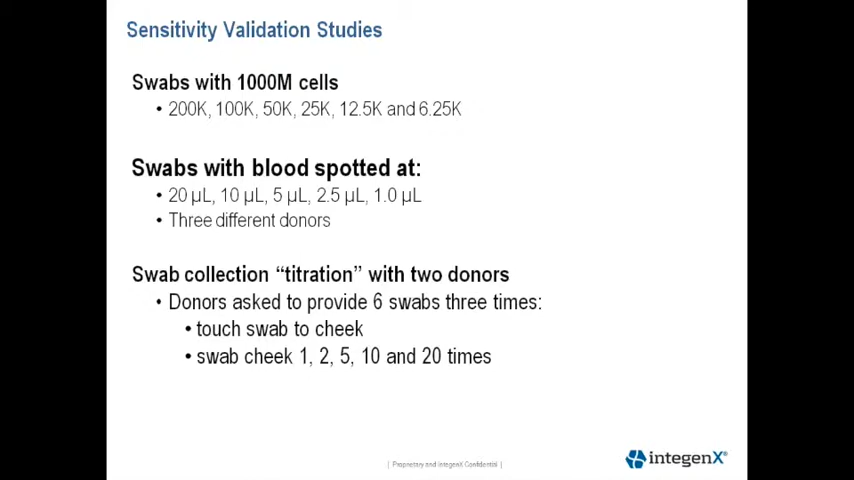 Sensitivity Validation Studies
Swabs with 1000M cells
• 200K, 100K, 50K, 25K, 12.5K and 6.25K
Swabs with blood spotted at:
• 20 µL, 10 µL, 5 µL, 2.5 µL, 1.0 µL
• Three different donors
Swab collection “titration” with two donors
• Donors asked to provide 6 swabs three times:
• touch swab to cheek
• swab cheek 1, 2, 5, 10 and 20 times
| Proprietary and IntegenX Confidential |
integenX®